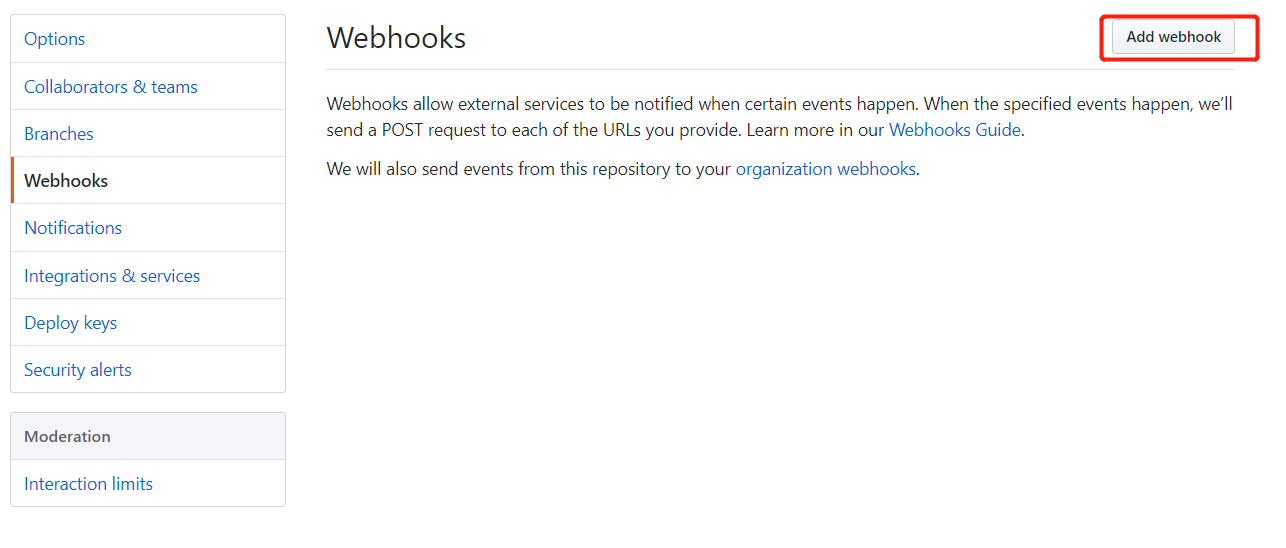 Options
Collaborators & teams
Branches
Webhooks
Notifications
Integrations & services
Deploy keys
Security alerts
Moderation
Interaction limits
Webhooks
Add webhook
Webhooks allow external services to be notified when certain events happen. When the specified events happen, we’ll
send a POST request to each of the URLs you provide. Learn more in our Webhooks Guide.
We will also send events from this repository to your organization webhooks.